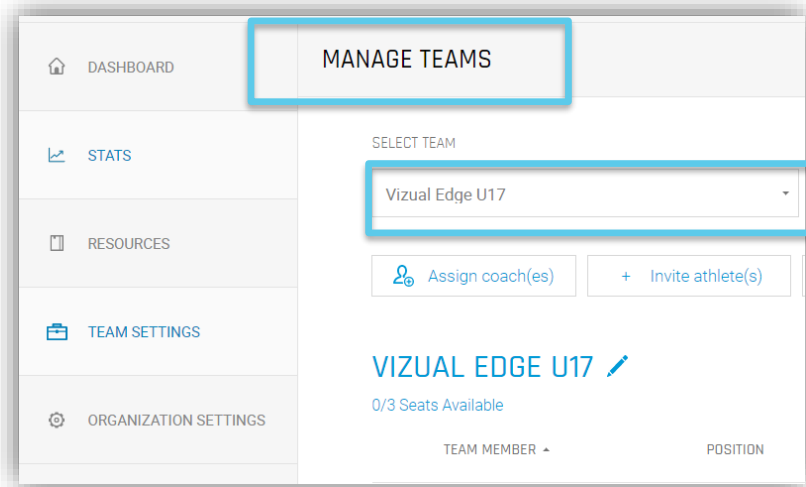 DASHBOARD
STATS
RESOURCES
TEAM SETTINGS
ORGANIZATION SETTINGS
MANAGE TEAMS
SELECT TEAM
Vizual Edge U17
Assign coach(es) + Invite athlete(s)
VIZUAL EDGE U17
0/3 Seats Available
TEAM MEMBER POSITION